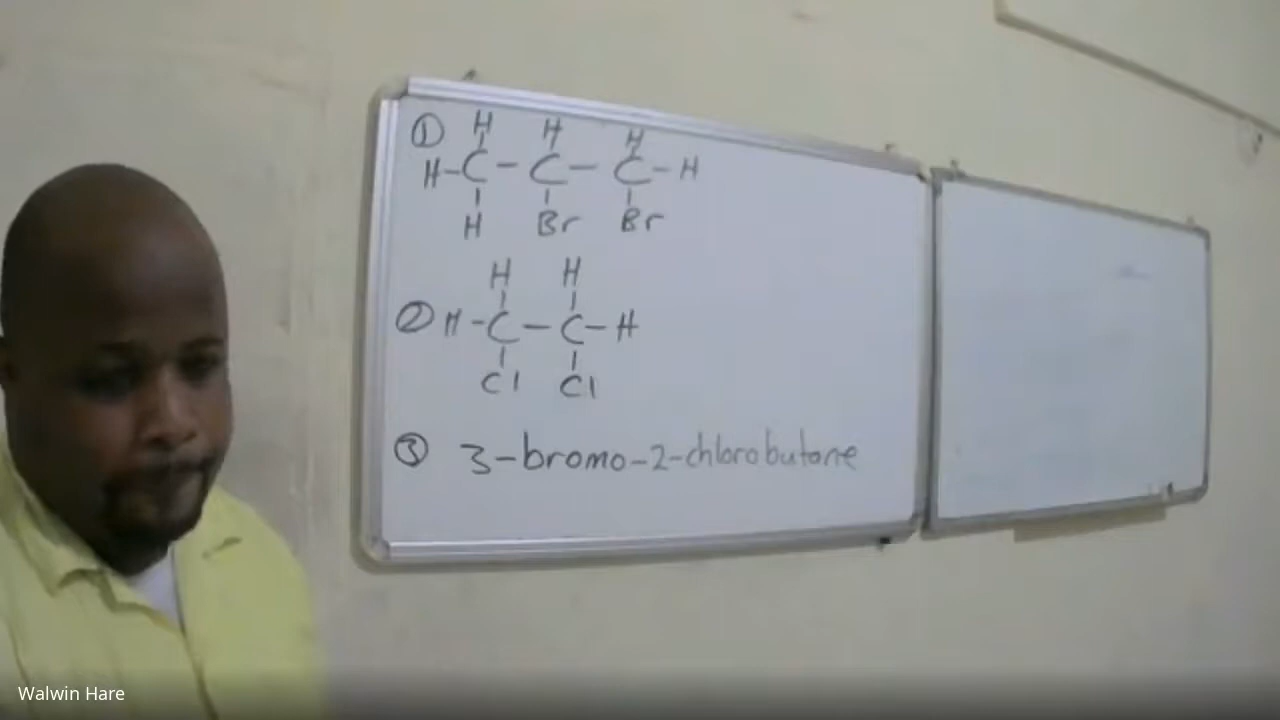 ① H H H
H-C-C-C-H
H Br Br
H H
② H-C-C-H
Cl Cl
③ 3-bromo-2-chlorobutane
Walwin Hare